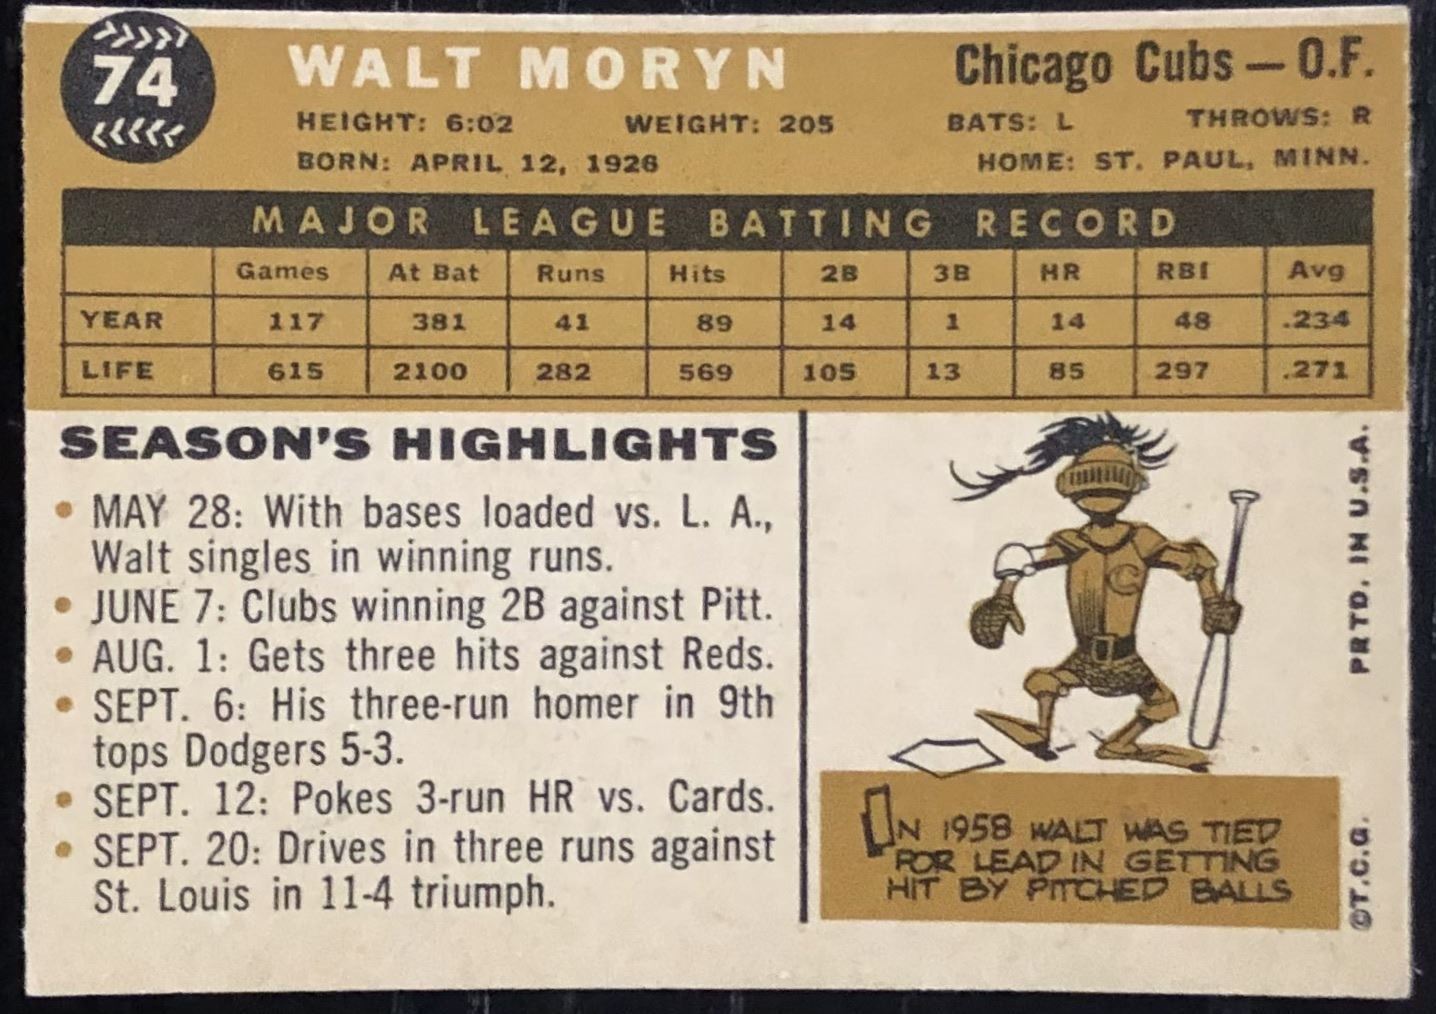 74
WALT MORYN
Chicago Cubs — O.F.
HEIGHT: 6:02 WEIGHT: 205 BATS: L THROWS: R
BORN: APRIL 12, 1926 HOME: ST. PAUL, MINN.
MAJOR LEAGUE BATTING RECORD
Games At Bat Runs Hits 2B 3B HR RBI Avg
YEAR 117 381 41 89 14 1 14 48 .234
LIFE 615 2100 282 569 105 13 85 297 .271
SEASON'S HIGHLIGHTS
• MAY 28: With bases loaded vs. L. A.,
Walt singles in winning runs.
• JUNE 7: Clubs winning 2B against Pitt.
• AUG. 1: Gets three hits against Reds.
• SEPT. 6: His three-run homer in 9th
tops Dodgers 5-3.
• SEPT. 12: Pokes 3-run HR vs. Cards.
• SEPT. 20: Drives in three runs against
St. Louis in 11-4 triumph.
C
IN 1958 WALT WAS TIED
FOR LEAD IN GETTING
HIT BY PITCHED BALLS
©T.C.G. PRTD. IN U.S.A.